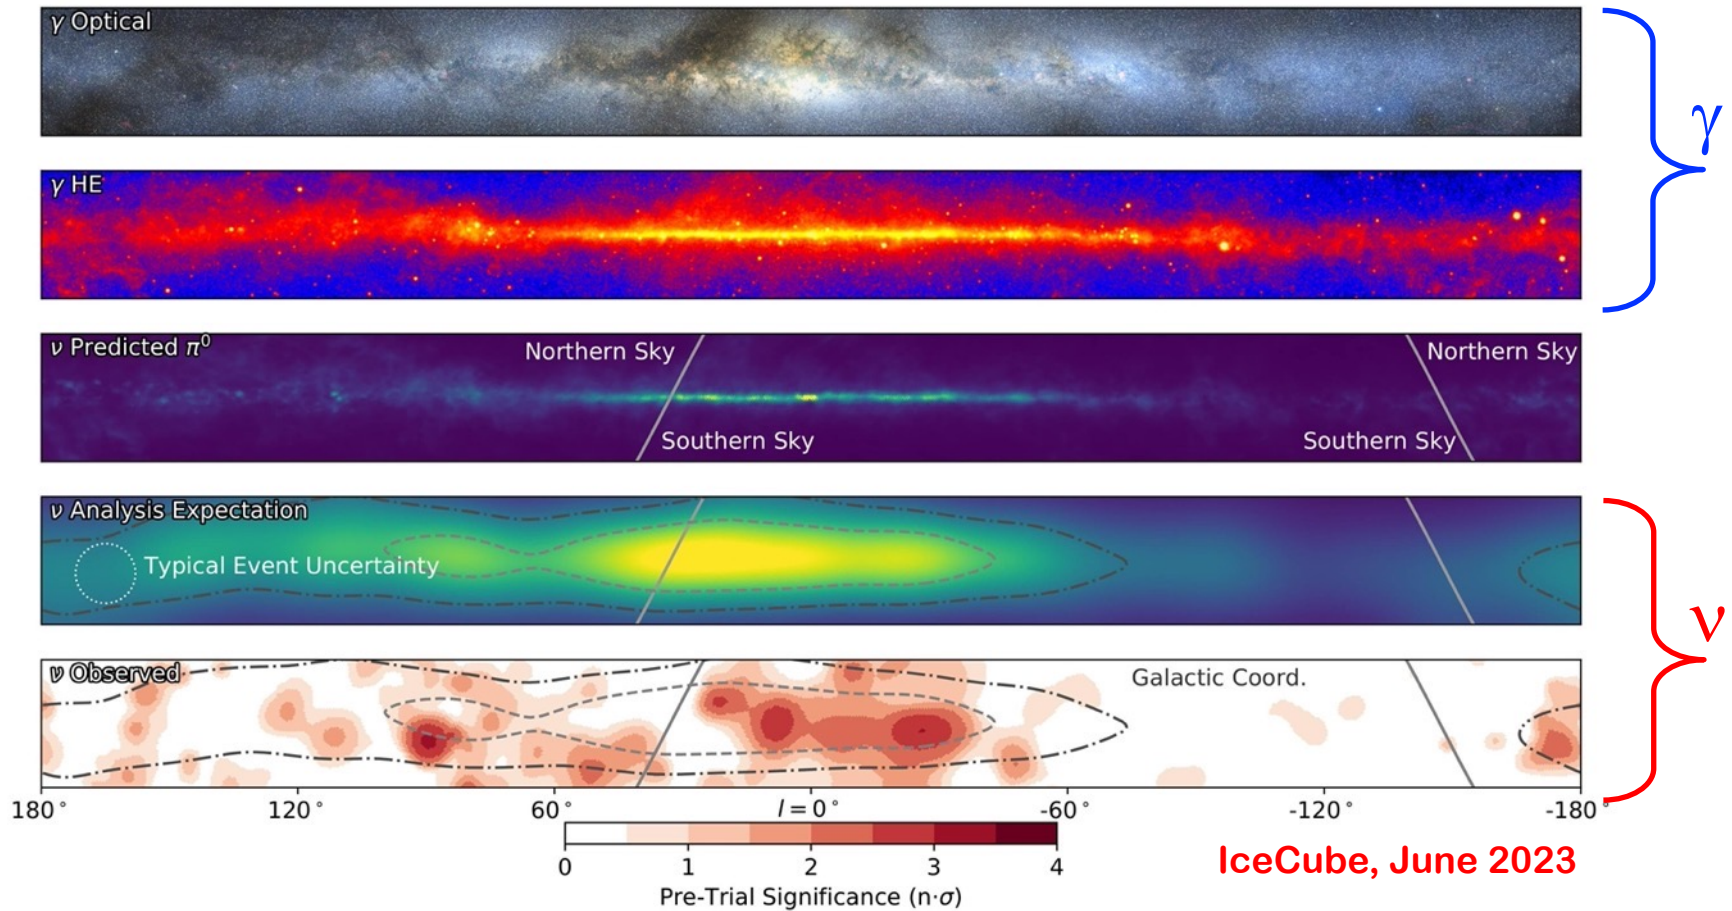 γ Optical
γ HE
γ
ν Predicted π⁰
Northern Sky
Northern Sky
Southern Sky
Southern Sky
ν Analysis Expectation
Typical Event Uncertainty
ν
ν Observed
Galactic Coord.
180° 120° 60° l = 0° -60° -120° -180°
0 1 2 3 4
Pre-Trial Significance (n·σ)
IceCube, June 2023